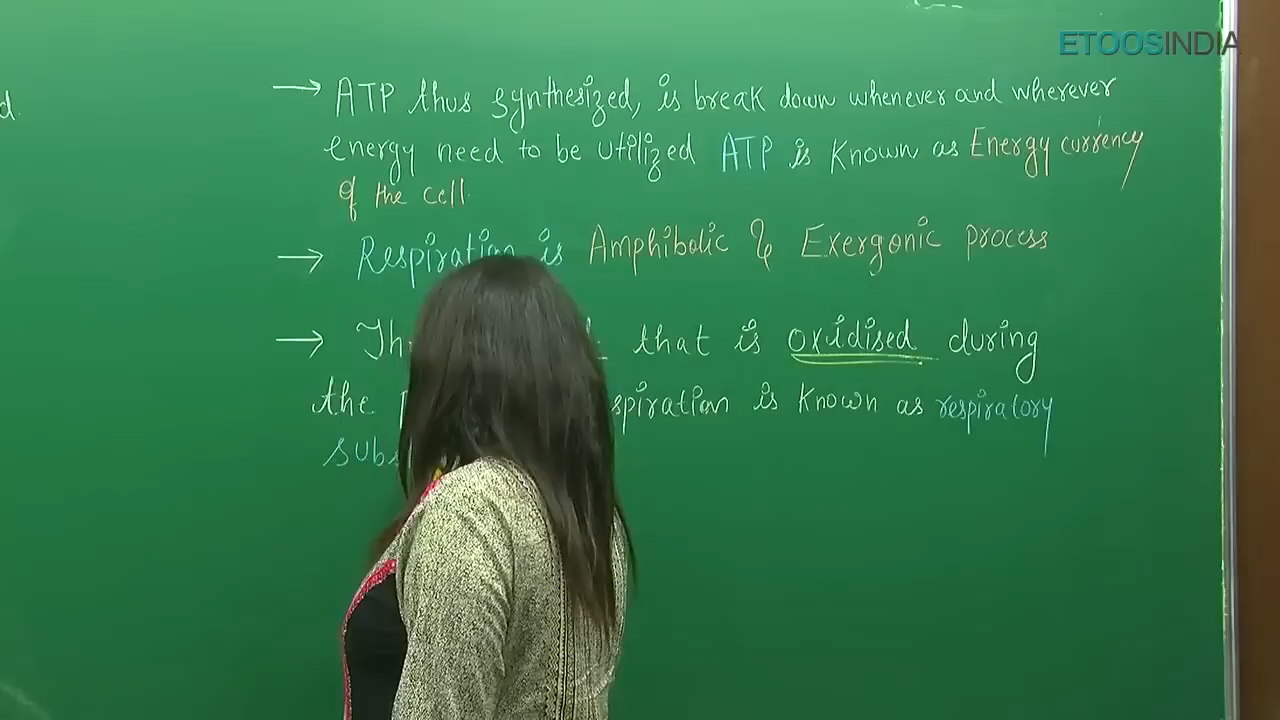 ETOOSINDIA
d.
→ ATP thus synthesized, is break down whenever and wherever
energy need to be utilized ATP is known as Energy currency
of the cell
→ Respiration is Amphibolic & Exergonic process
→ that is oxidised during
the is known as respiratory